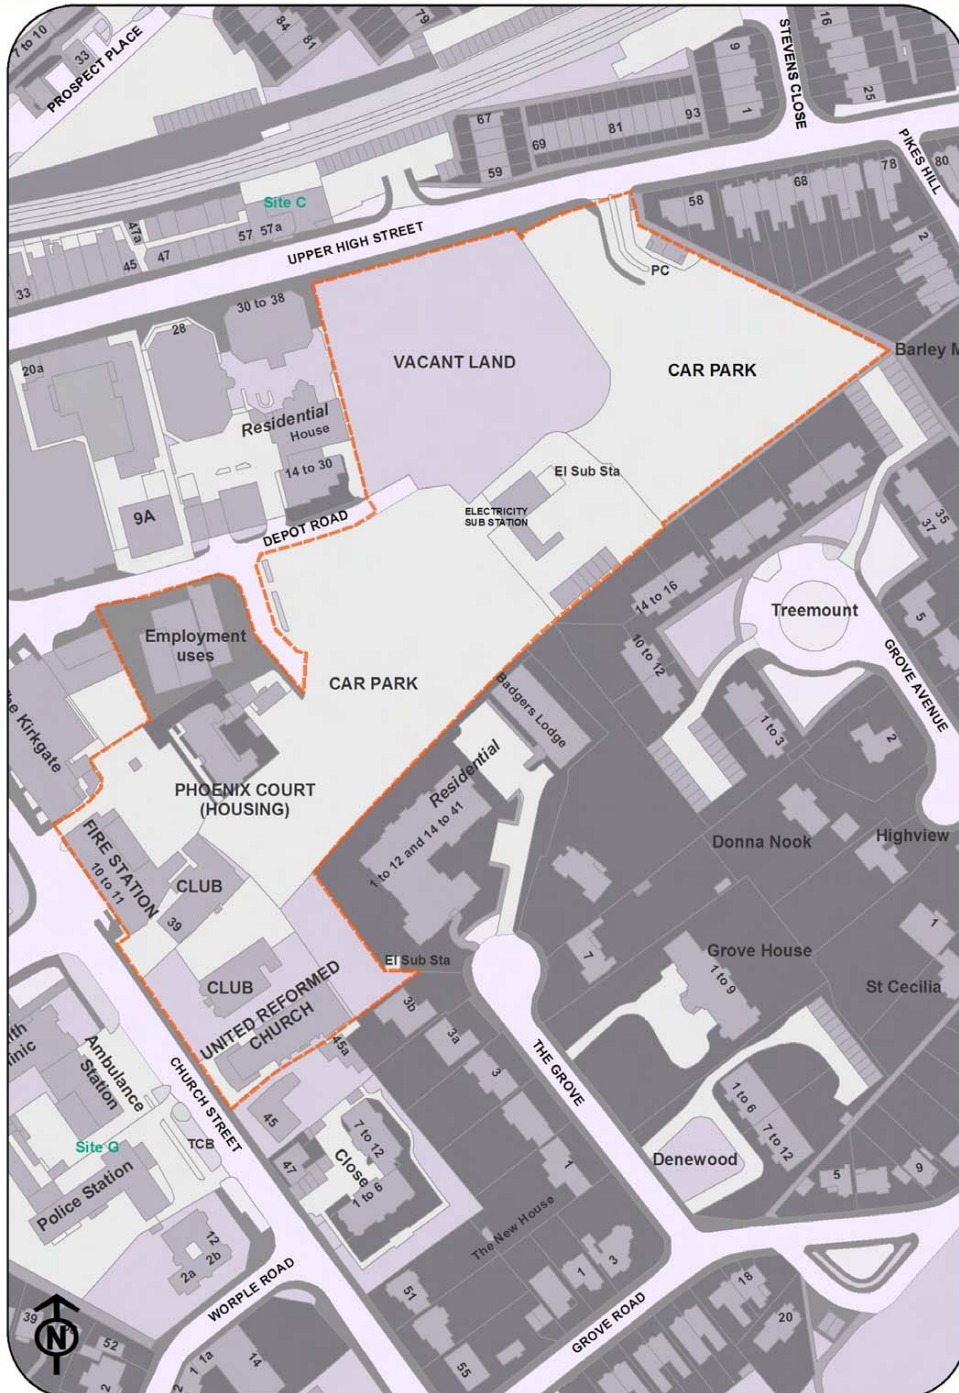 7 to 10
33
PROSPECT PLACE
84
81
79
STEVENS CLOSE
16
25
9
1
67
59
69
81
93
PIKES HILL
80
78
68
58
2
Site C
47a
57 57a
47
45
33
UPPER HIGH STREET
PC
30 to 38
28
20a
VACANT LAND
CAR PARK
Barley M
Residential
House
14 to 30
El Sub Sta
ELECTRICITY
SUB STATION
9A
DEPOT ROAD
35
37
14 to 16
Treemount
5
Employment
uses
10 to 12
GROVE AVENUE
CAR PARK
Badgers Lodge
1 to 3
2
The Kirkgate
Residential
PHOENIX COURT
(HOUSING)
1 to 12 and 14 to 41
Donna Nook
Highview
FIRE STATION
10 to 11
CLUB
39
1
El Sub Sta
7
Grove House
1 to 9
St Cecilia
CLUB
UNITED REFORMED
CHURCH
3b
3a
3
45a
Ambulance
Station
CHURCH STREET
THE GROVE
45
TCB
Site G
Police Station
7 to 12
Close
1 to 6
47
1
1 to 6
7 to 12
Denewood
5
9
The New House
12
2a
2b
WORPLE ROAD
51
1
3
18
20
GROVE ROAD
39
52
2
1 1a
14
2
55
N